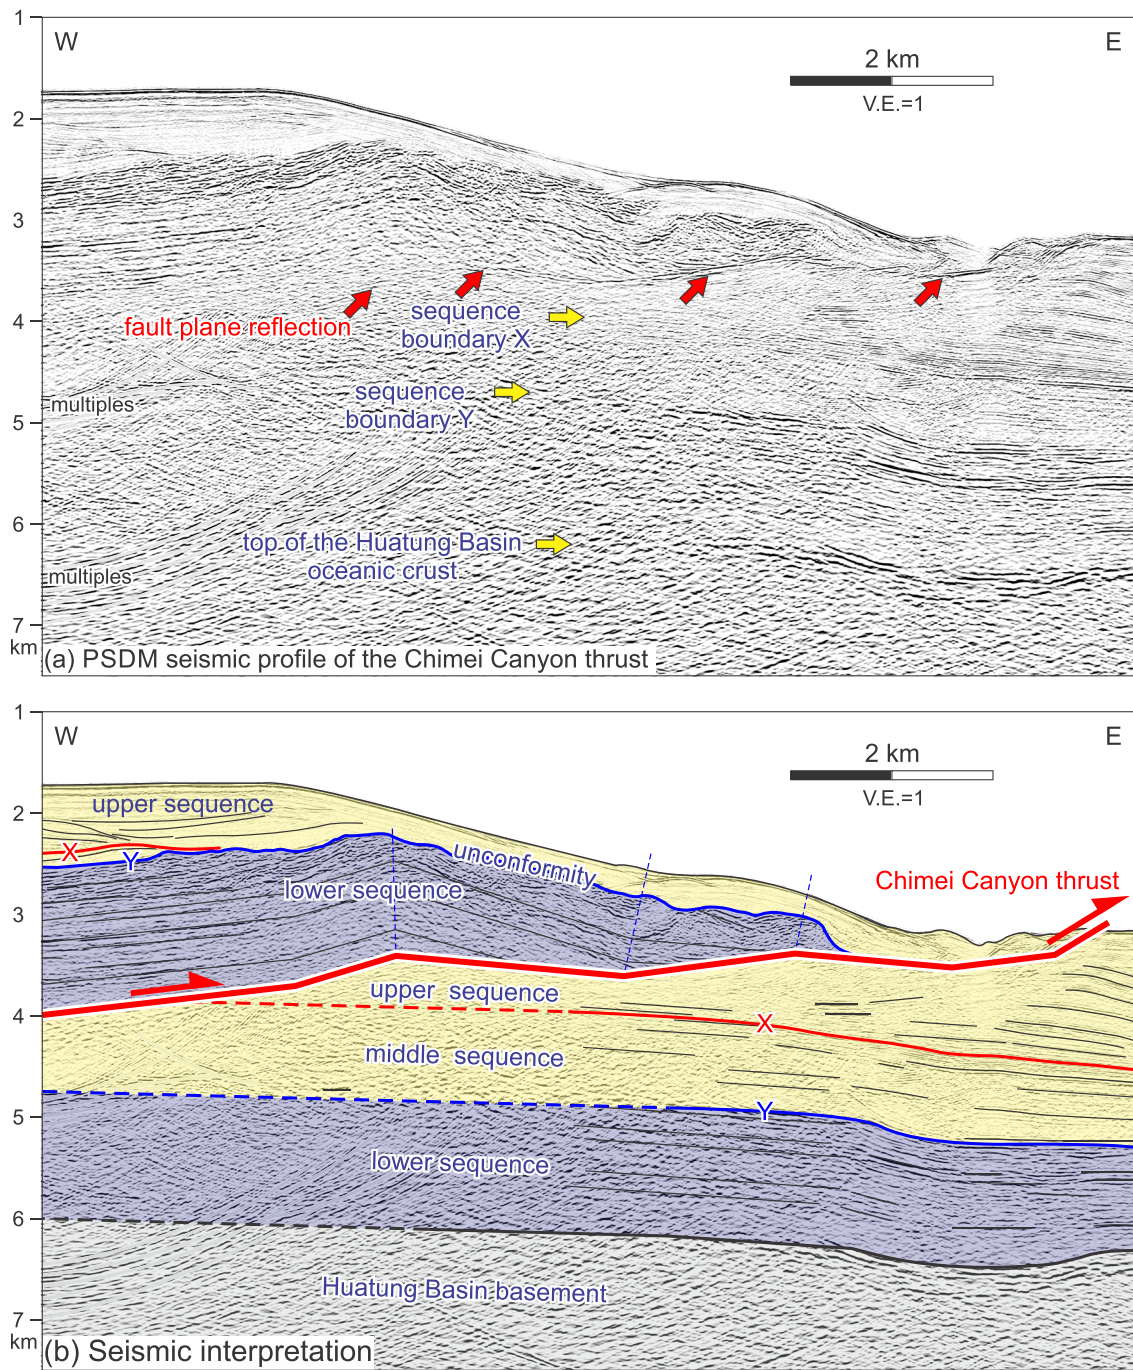 1
W
E
2 km
V.E.=1
2
3
fault plane reflection
sequence
boundary X
4
sequence
boundary Y
multiples
5
6
top of the Huatung Basin
oceanic crust
multiples
7
km
(a) PSDM seismic profile of the Chimei Canyon thrust
1
W
E
2 km
V.E.=1
upper sequence
2
X
Y
unconformity
lower sequence
Chimei Canyon thrust
3
upper sequence
4
X
middle sequence
Y
5
lower sequence
6
Huatung Basin basement
7
km
(b) Seismic interpretation